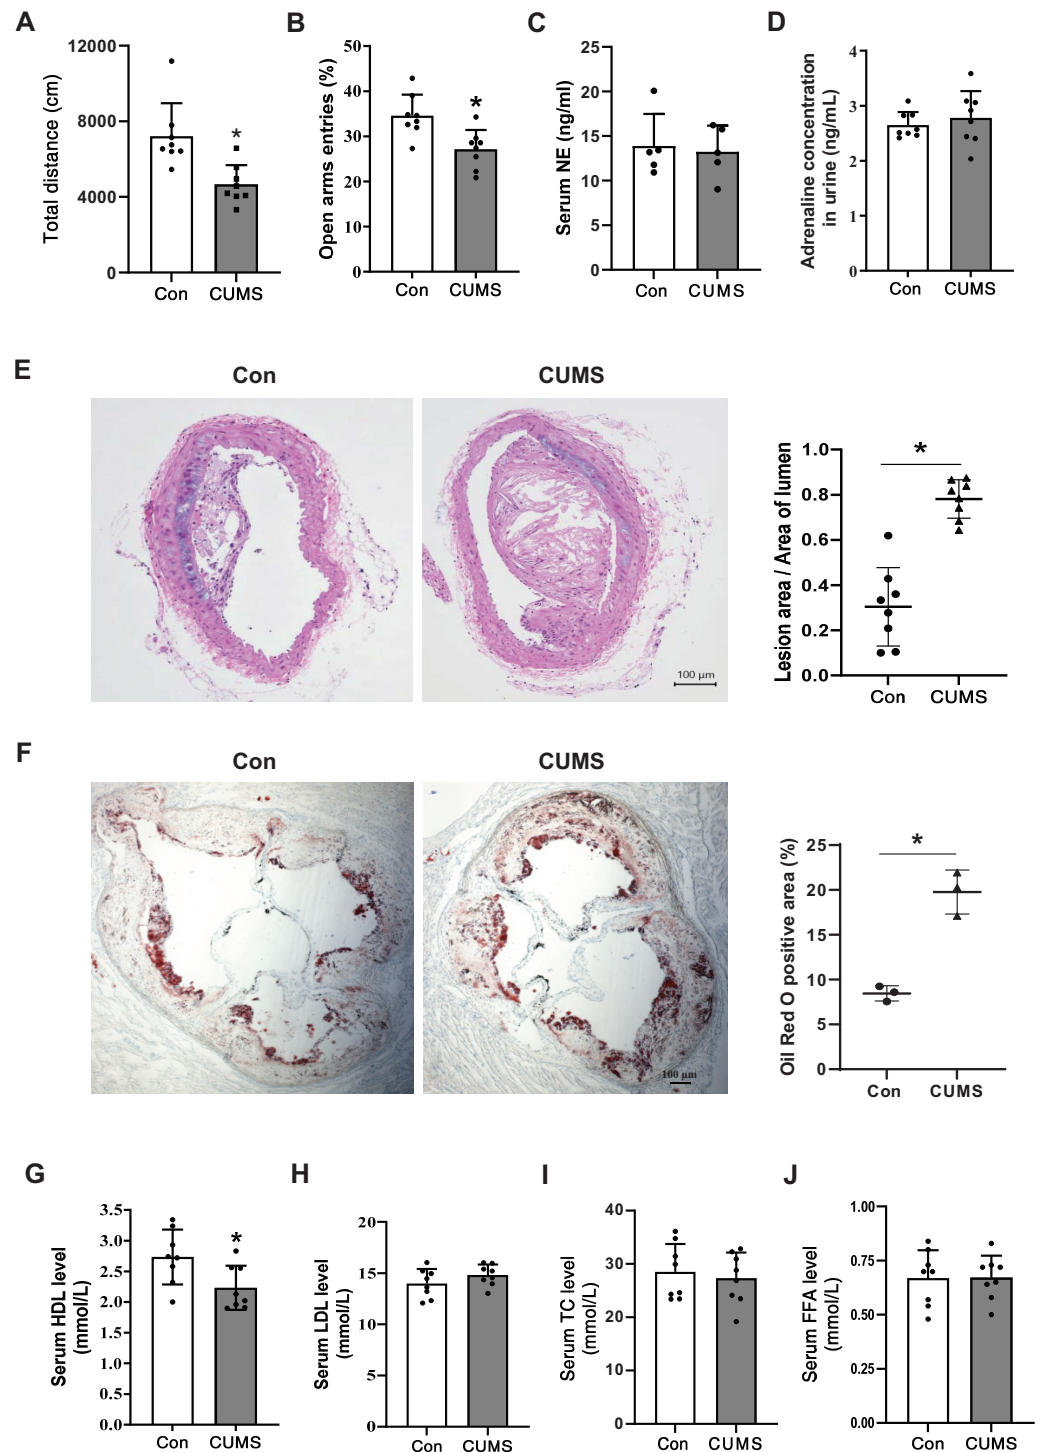 A
B
C
D
Total distance (cm)
12000
8000
4000
0
*
Con
CUMS
Open arms entries (%)
50
40
30
20
10
0
*
Con
CUMS
Serum NE (ng/ml)
25
20
15
10
5
0
Con
CUMS
Adrenaline concentration
in urine (ng/mL)
4
3
2
1
0
Con
CUMS
E
Con
CUMS
100 μm
Lesion area / Area of lumen
1.0
0.8
0.6
0.4
0.2
0.0
*
Con
CUMS
F
Con
CUMS
100 μm
Oil Red O positive area (%)
25
20
15
10
5
0
*
Con
CUMS
G
H
I
J
Serum HDL level
(mmol/L)
3.5
3.0
2.5
2.0
1.5
1.0
0.5
0.0
*
Con
CUMS
Serum LDL level
(mmol/L)
20
15
10
5
0
Con
CUMS
Serum TC level
(mmol/L)
40
30
20
10
0
Con
CUMS
Serum FFA level
(mmol/L)
1.00
0.75
0.50
0.25
0.00
Con
CUMS